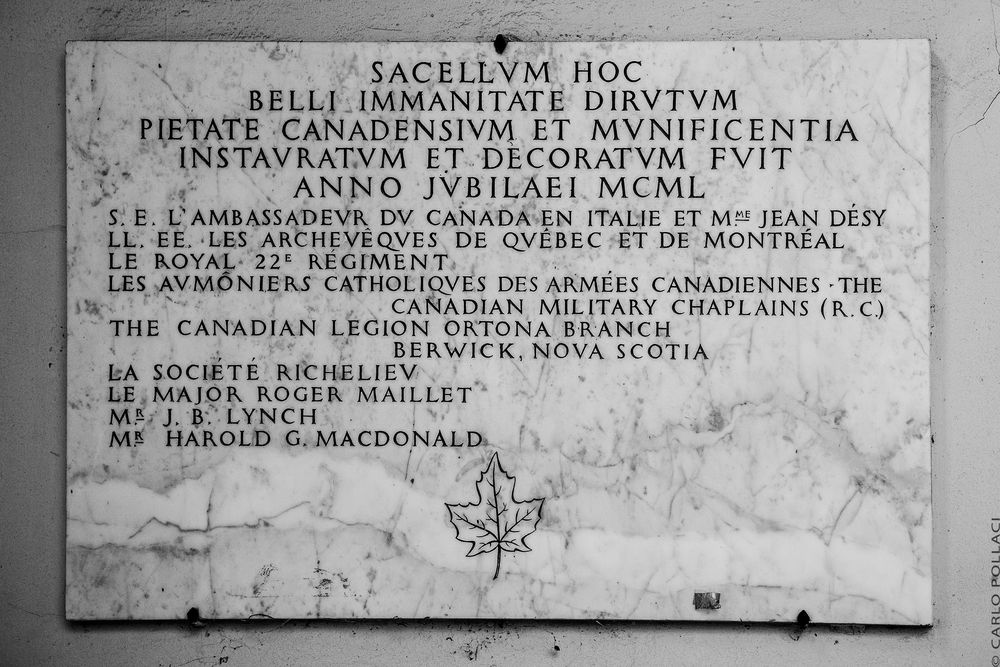 SACELLVM HOC
BELLI IMMANITATE DIRVTVM
PIETATE CANADENSIVM ET MVNIFICENTIA
INSTAVRATVM ET DECORATVM FVIT
ANNO JVBILAEI MCML
S. E. L'AMBASSADEVR DV CANADA EN ITALIE ET MME JEAN DÉSY
LL. EE. LES ARCHEVÈQVES DE QVÊBEC ET DE MONTRÉAL
LE ROYAL 22E RÉGIMENT
LES AVMÔNIERS CATHOLIQVES DES ARMÉES CANADIENNES · THE
CANADIAN MILITARY CHAPLAINS (R.C.)
THE CANADIAN LEGION ORTONA BRANCH
BERWICK, NOVA SCOTIA
LA SOCIÉTÉ RICHELIEV
LE MAJOR ROGER MAILLET
MR J. B. LYNCH
MR HAROLD G. MACDONALD
© CARLO POLLACI